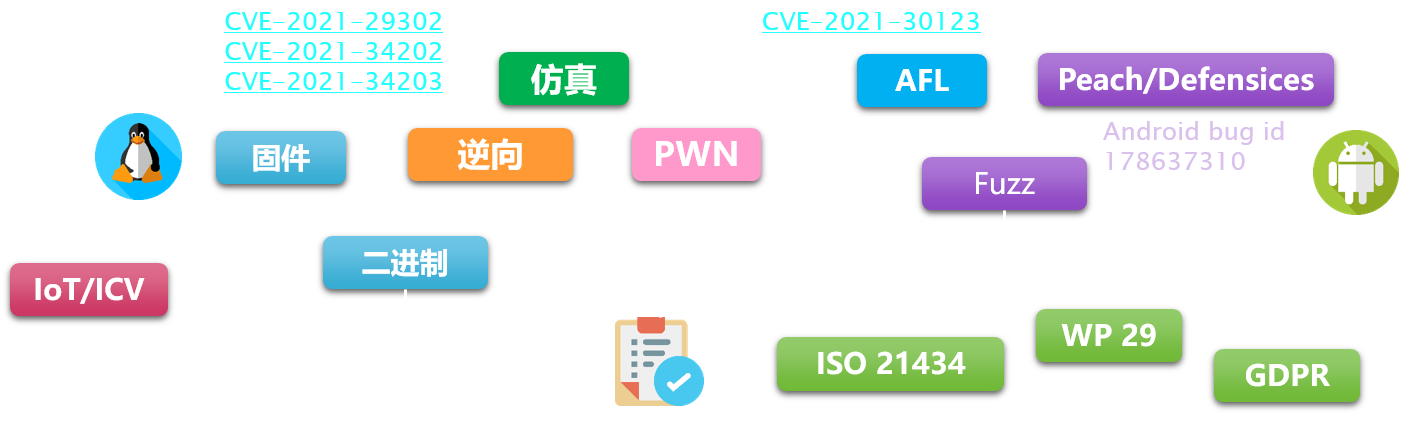 CVE-2021-29302
CVE-2021-34202
CVE-2021-34203
CVE-2021-30123
仿真
AFL
Peach/Defensices
固件
逆向
PWN
Android bug id
178637310
Fuzz
二进制
IoT/ICV
ISO 21434
WP 29
GDPR